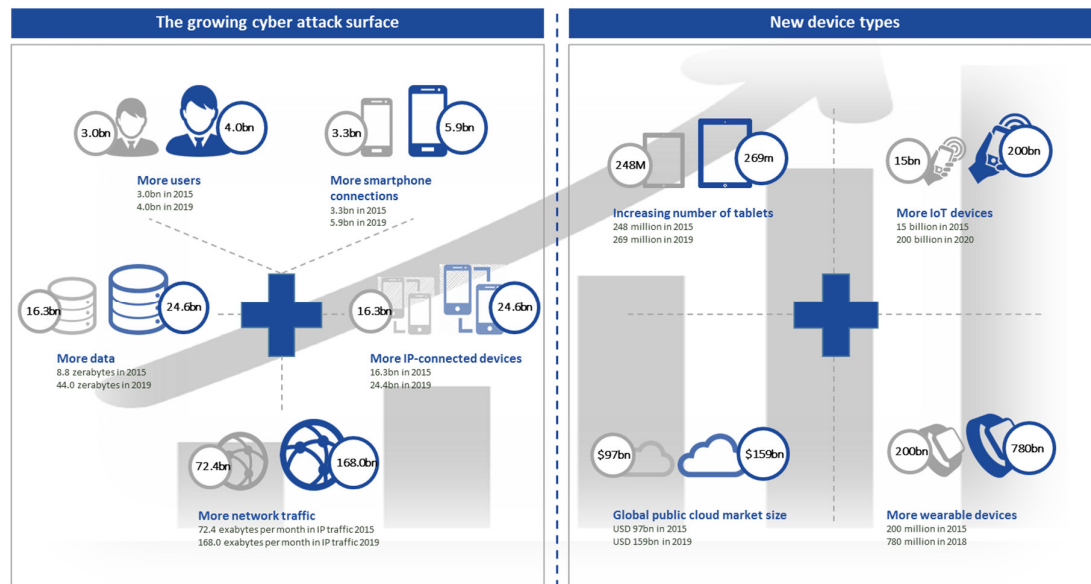 The growing cyber attack surface
3.0bn
4.0bn
More users
3.0bn in 2015
4.0bn in 2019
3.3bn
5.9bn
More smartphone
connections
3.3bn in 2015
5.9bn in 2019
16.3bn
24.6bn
More data
8.8 zerabytes in 2015
44.0 zerabytes in 2019
16.3bn
24.6bn
More IP-connected devices
16.3bn in 2015
24.4bn in 2019
72.4bn
168.0bn
More network traffic
72.4 exabytes per month in IP traffic 2015
168.0 exabytes per month in IP traffic 2019
New device types
248M
269m
Increasing number of tablets
248 million in 2015
269 million in 2019
15bn
200bn
More IoT devices
15 billion in 2015
200 billion in 2020
$97bn
$159bn
Global public cloud market size
USD 97bn in 2015
USD 159bn in 2019
200bn
780bn
More wearable devices
200 million in 2015
780 million in 2018